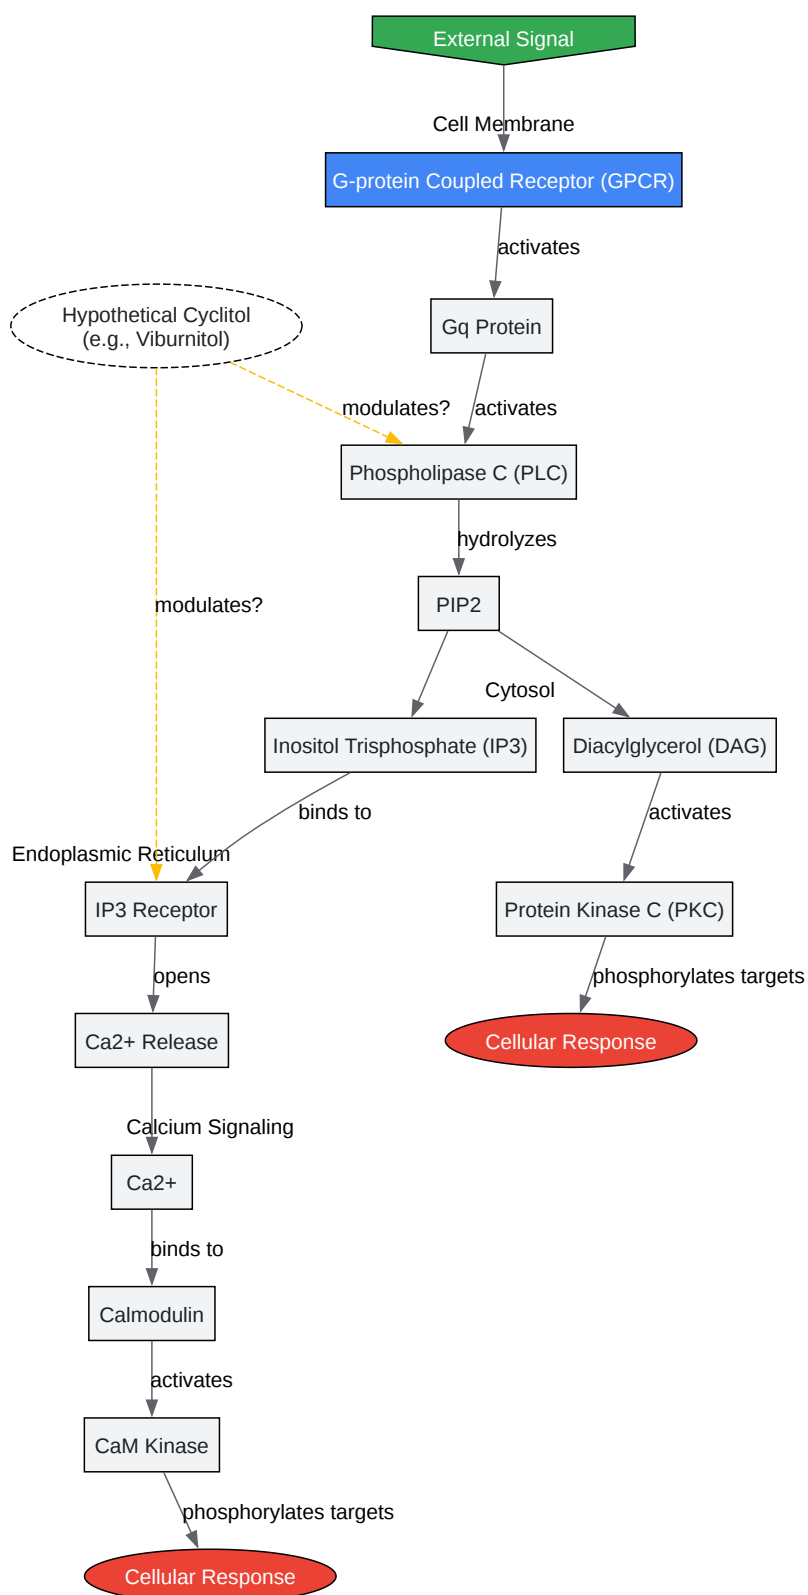 External Signal
Cell Membrane
G-protein Coupled Receptor (GPCR)
activates
Hypothetical Cyclitol
(e.g., Viburnitol)
Gq Protein
modulates?
activates
Phospholipase C (PLC)
hydrolyzes
modulates?
PIP2
Cytosol
Inositol Trisphosphate (IP3)
Diacylglycerol (DAG)
binds to
activates
Endoplasmic Reticulum
IP3 Receptor
Protein Kinase C (PKC)
opens
phosphorylates targets
Ca2+ Release
Cellular Response
Calcium Signaling
Ca2+
binds to
Calmodulin
activates
CaM Kinase
phosphorylates targets
Cellular Response